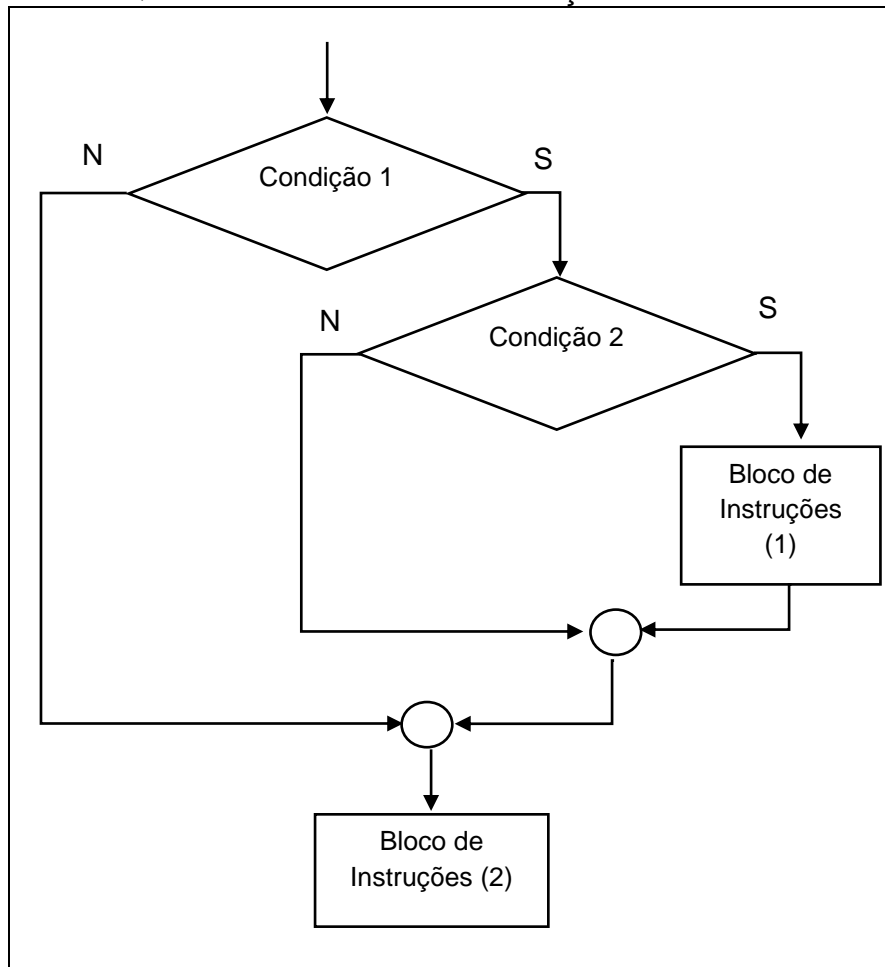 N
S
Condição 1
N
S
Condição 2
Bloco de
Instruções
(1)
Bloco de
Instruções (2)